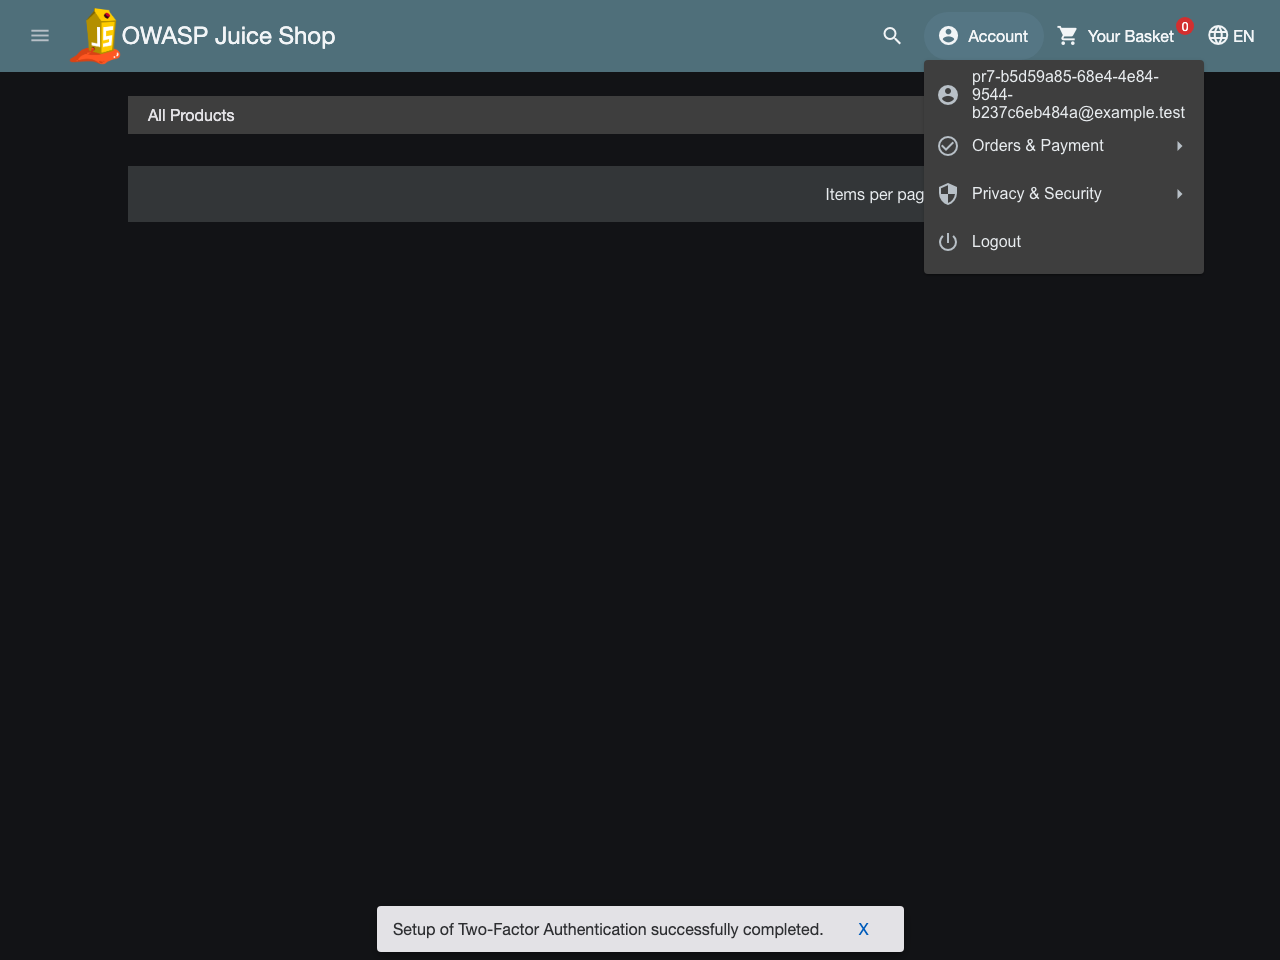 JS OWASP Juice Shop
Account
Your Basket 0
EN
pr7-b5d59a85-68e4-4e84-
9544-
b237c6eb484a@example.test
All Products
Orders & Payment
Items per pag
Privacy & Security
Logout
Setup of Two-Factor Authentication successfully completed. X